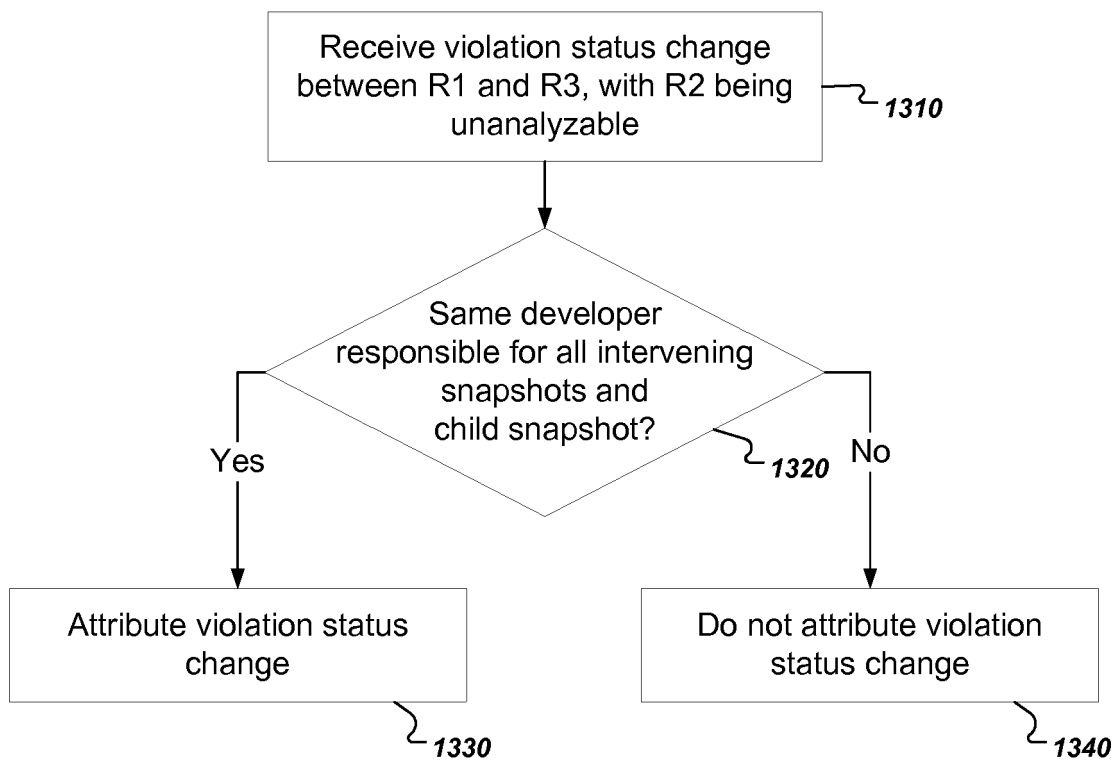 Receive violation status change
between R1 and R3, with R2 being
unanalyzable
1310
Same developer
responsible for all intervening
snapshots and
child snapshot?
1320
Yes
No
Attribute violation status
change
1330
Do not attribute violation
status change
1340